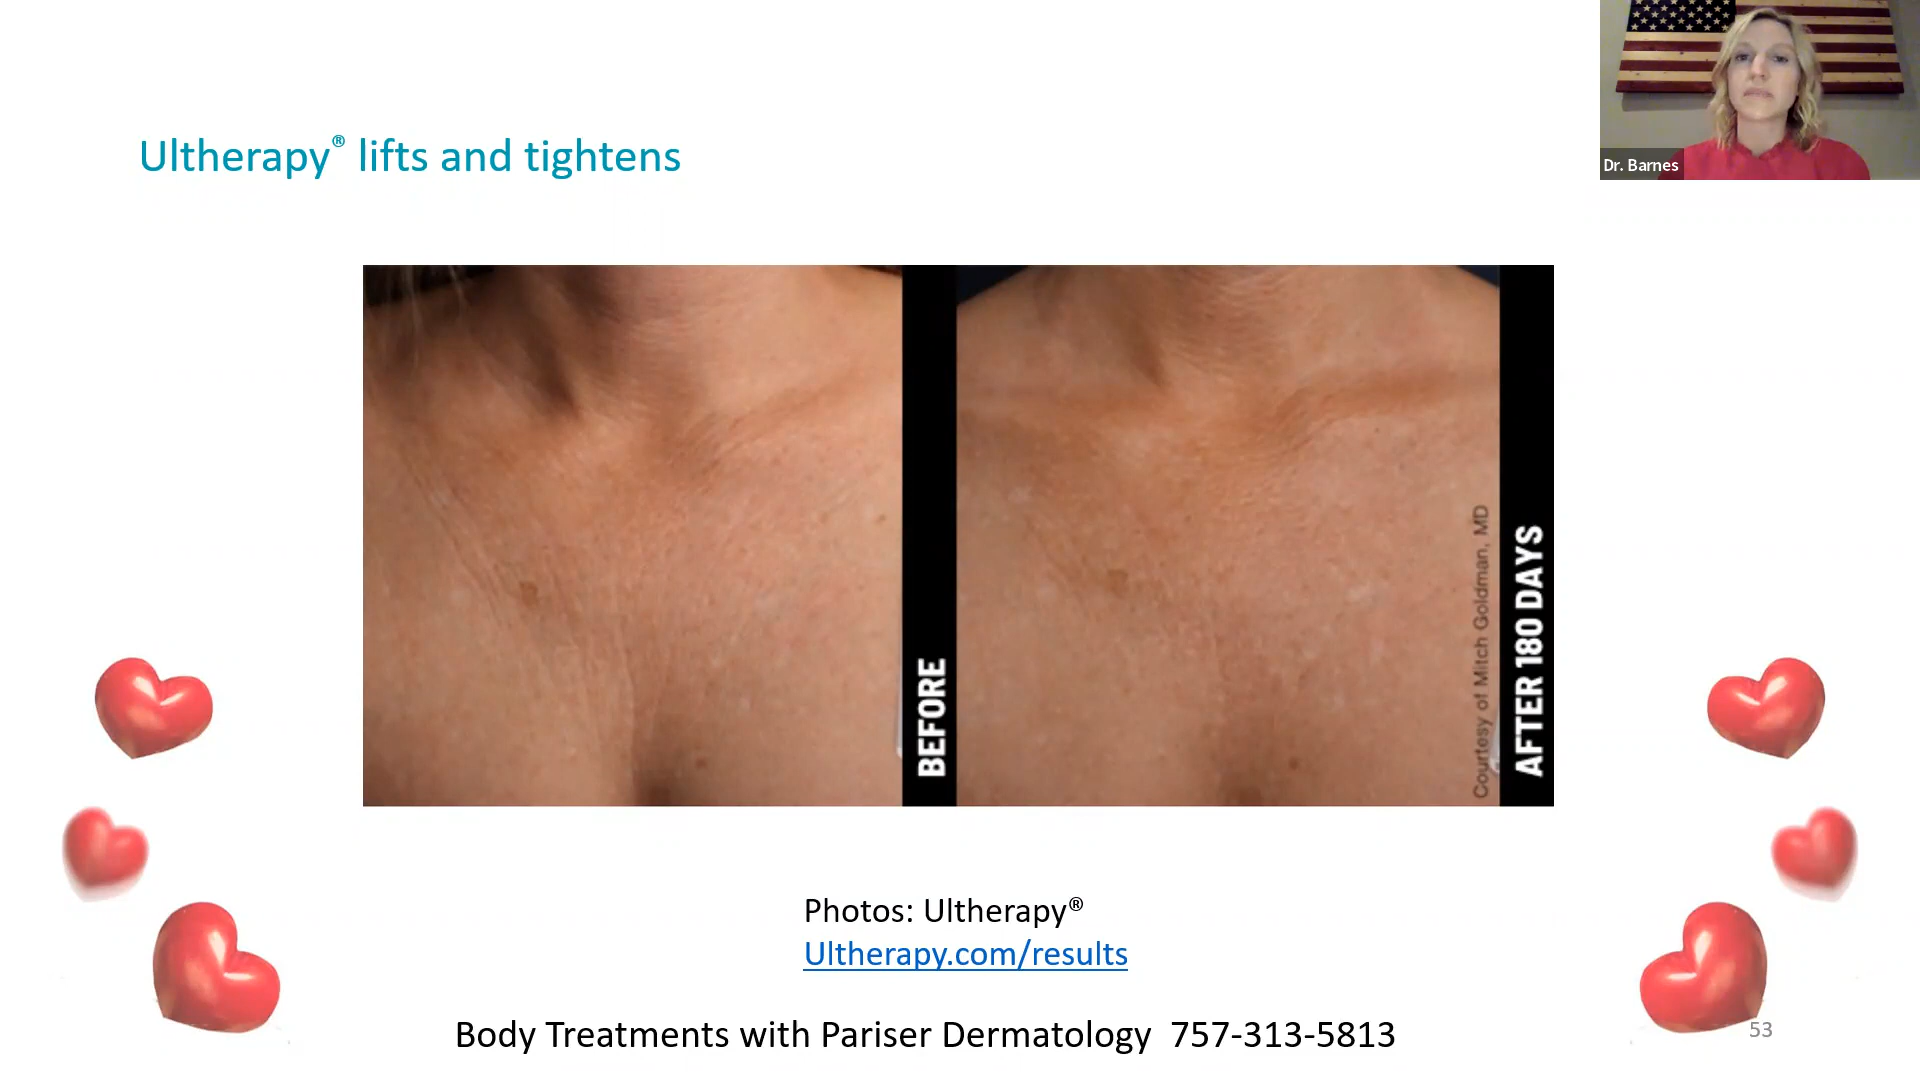 Ultherapy® lifts and tightens
Dr. Barnes
BEFORE
Courtesy of Mitch Goldman, MD
AFTER 180 DAYS
Photos: Ultherapy®
Ultherapy.com/results
Body Treatments with Pariser Dermatology 757-313-5813
53